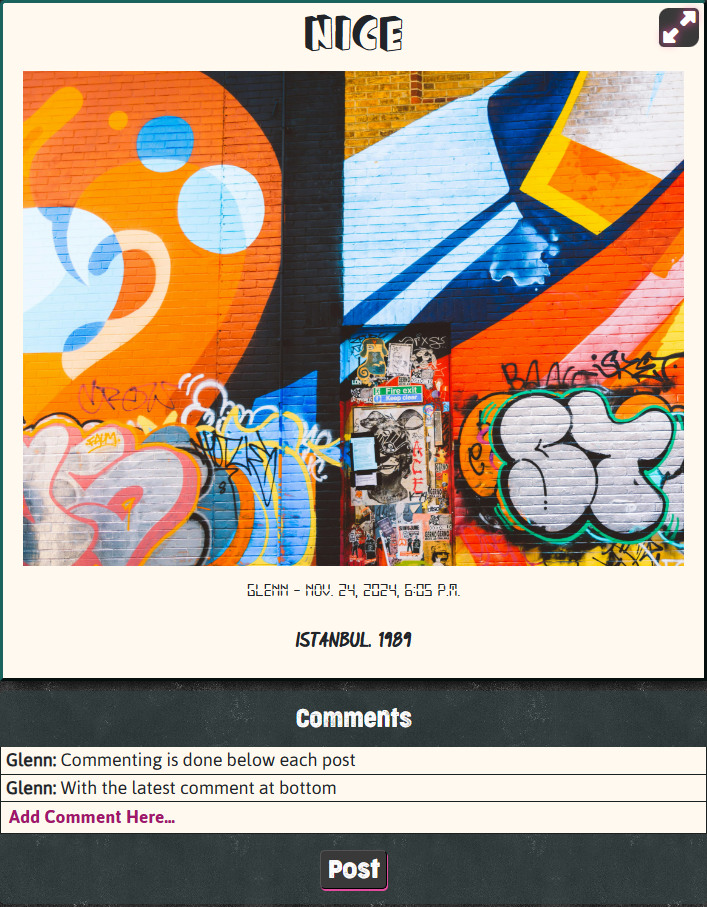 NICE
Fire exit
Keep clear
GLENN - NOV. 24, 2024, 6:05 P.M.
ISTANBUL. 1989
Comments
Glenn: Commenting is done below each post
Glenn: With the latest comment at bottom
Add Comment Here...
Post